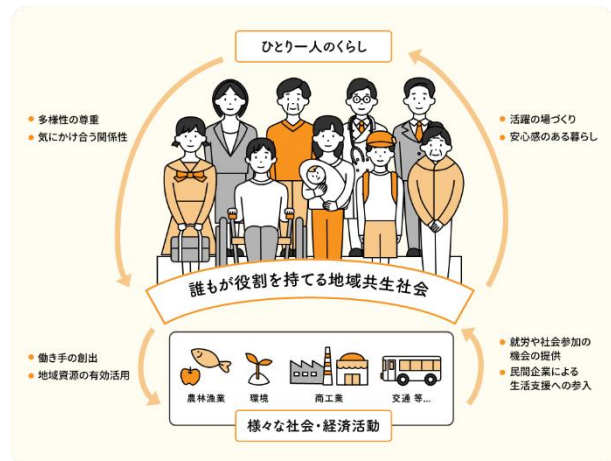 ひとり一人のくらし
● 多様性の尊重
● 気にかけ合う関係性
● 活躍の場づくり
● 安心感のある暮らし
誰もが役割を持てる地域共生社会
● 働き手の創出
● 地域資源の有効活用
● 就労や社会参加の
機会の提供
● 民間企業による
生活支援への参入
農林漁業
環境
商工業
交通 等...
様々な社会・経済活動